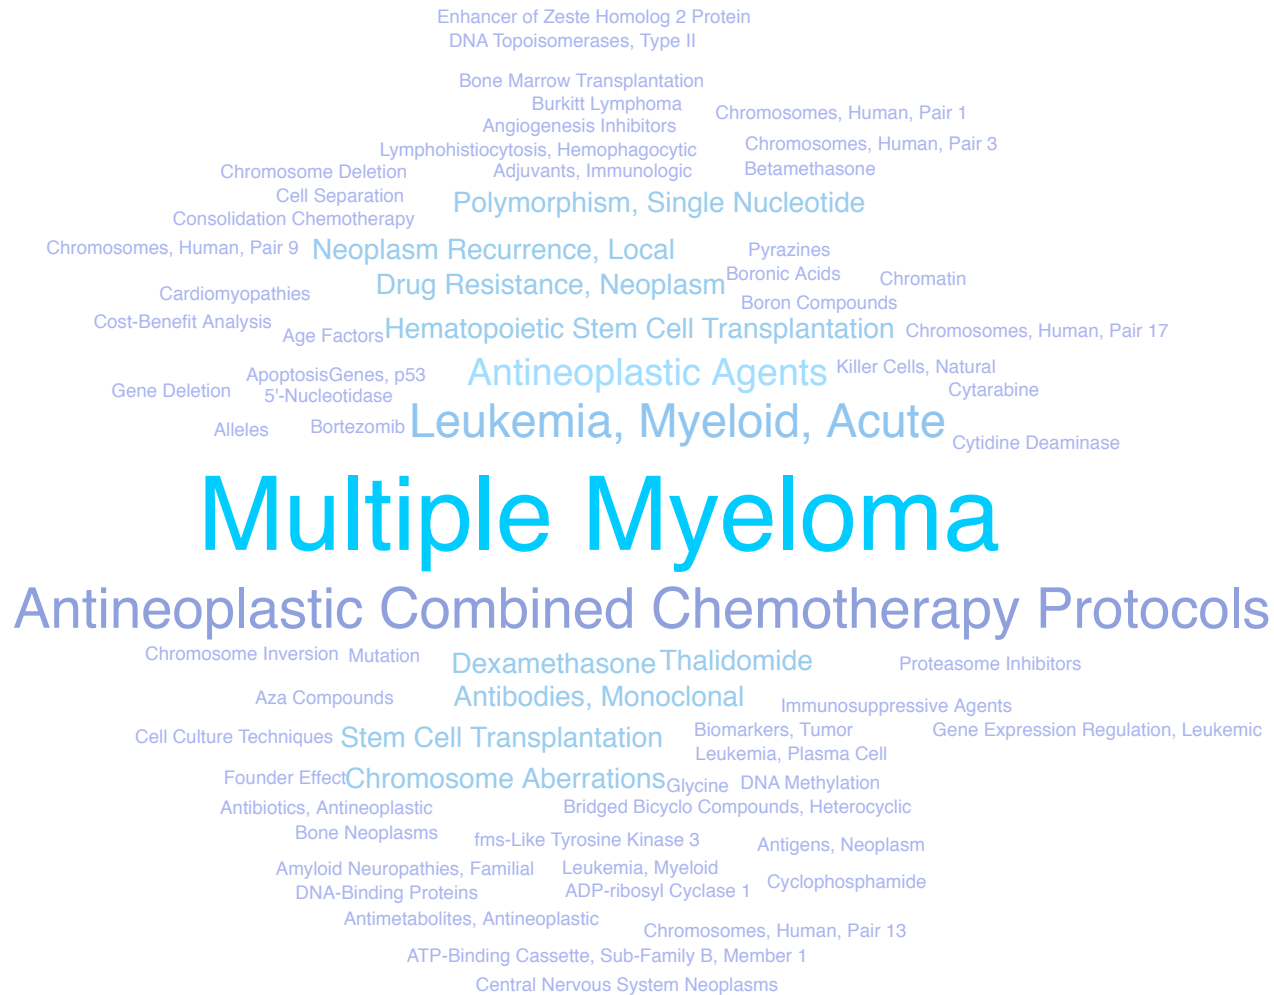 Enhancer of Zeste Homolog 2 Protein
DNA Topoisomerases, Type II
Bone Marrow Transplantation
Burkitt Lymphoma
Chromosomes, Human, Pair 1
Angiogenesis Inhibitors
Lymphohistiocytosis, Hemophagocytic
Chromosomes, Human, Pair 3
Chromosome Deletion
Adjuvants, Immunologic
Betamethasone
Cell Separation
Polymorphism, Single Nucleotide
Consolidation Chemotherapy
Chromosomes, Human, Pair 9
Neoplasm Recurrence, Local
Pyrazines
Drug Resistance, Neoplasm
Boronic Acids
Chromatin
Cardiomyopathies
Boron Compounds
Cost-Benefit Analysis
Age Factors
Hematopoietic Stem Cell Transplantation
Chromosomes, Human, Pair 17
Antineoplastic Agents
Killer Cells, Natural
ApoptosisGenes, p53
Gene Deletion
5'-Nucleotidase
Cytarabine
Alleles
Bortezomib
Leukemia, Myeloid, Acute
Cytidine Deaminase
Multiple Myeloma
Antineoplastic Combined Chemotherapy Protocols
Chromosome Inversion
Mutation
Dexamethasone
Thalidomide
Proteasome Inhibitors
Aza Compounds
Antibodies, Monoclonal
Immunosuppressive Agents
Cell Culture Techniques
Stem Cell Transplantation
Biomarkers, Tumor
Gene Expression Regulation, Leukemic
Leukemia, Plasma Cell
Founder Effect
Chromosome Aberrations
Glycine
DNA Methylation
Antibiotics, Antineoplastic
Bridged Bicyclo Compounds, Heterocyclic
Bone Neoplasms
fms-Like Tyrosine Kinase 3
Antigens, Neoplasm
Amyloid Neuropathies, Familial
Leukemia, Myeloid
Cyclophosphamide
DNA-Binding Proteins
ADP-ribosyl Cyclase 1
Antimetabolites, Antineoplastic
Chromosomes, Human, Pair 13
ATP-Binding Cassette, Sub-Family B, Member 1
Central Nervous System Neoplasms